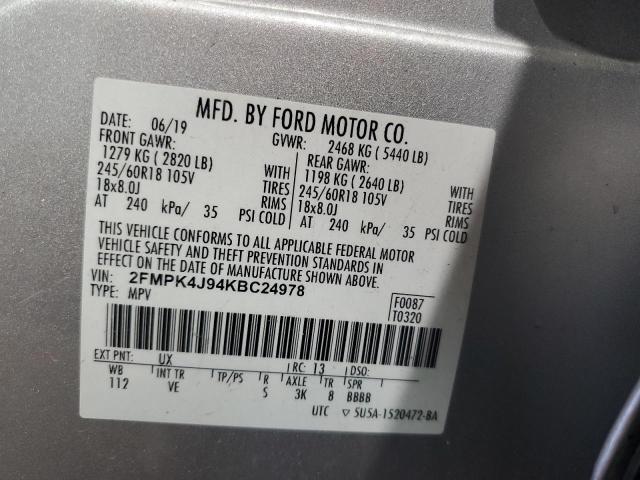 MFD. BY FORD MOTOR CO.
DATE: 06/19 GVWR: 2468 KG ( 5440 LB)
FRONT GAWR: REAR GAWR:
1279 KG ( 2820 LB) WITH 1198 KG ( 2640 LB) WITH
245/60R18 105V TIRES 245/60R18 105V TIRES
18x8.0J RIMS 18x8.0J RIMS
AT 240 kPa/ 35 PSI COLD AT 240 kPa/ 35 PSI COLD
THIS VEHICLE CONFORMS TO ALL APPLICABLE FEDERAL MOTOR
VEHICLE SAFETY AND THEFT PREVENTION STANDARDS IN
EFFECT ON THE DATE OF MANUFACTURE SHOWN ABOVE.
VIN: 2FMPK4J94KBC24978 F0087
TYPE: MPV T0320
EXT PNT: UX RC: 13 DSO:
WB INT TR TP/PS R AXLE TR SPR
112 VE S 3K 8 BBBB
UTC ▽ 5U5A-1520472-BA